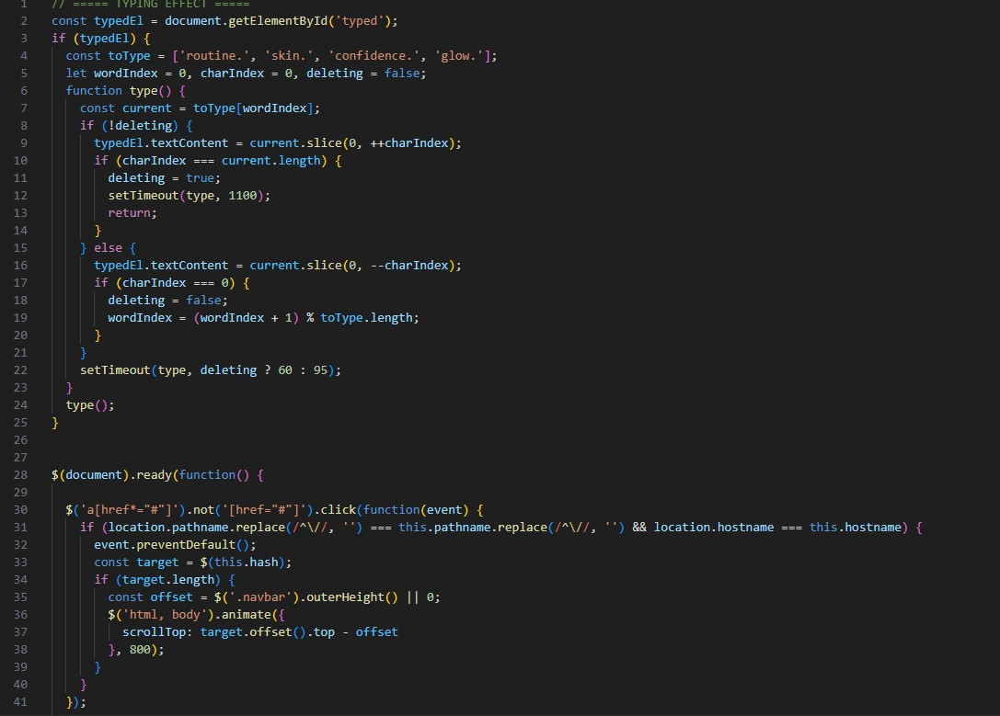 1 // ===== TYPING EFFECT =====
2 const typedEl = document.getElementById('typed');
3 if (typedEl) {
4   const toType = ['routine.', 'skin.', 'confidence.', 'glow.'];
5   let wordIndex = 0, charIndex = 0, deleting = false;
6   function type() {
7     const current = toType[wordIndex];
8     if (!deleting) {
9       typedEl.textContent = current.slice(0, ++charIndex);
10       if (charIndex === current.length) {
11         deleting = true;
12         setTimeout(type, 1100);
13         return;
14       }
15     } else {
16       typedEl.textContent = current.slice(0, --charIndex);
17       if (charIndex === 0) {
18         deleting = false;
19         wordIndex = (wordIndex + 1) % toType.length;
20       }
21     }
22     setTimeout(type, deleting ? 60 : 95);
23   }
24   type();
25 }
26
27
28 $(document).ready(function() {
29
30   $('a[href*="#"]').not('[href="#"]').click(function(event) {
31     if (location.pathname.replace(/^\//, '') === this.pathname.replace(/^\//, '') && location.hostname === this.hostname) {
32       event.preventDefault();
33       const target = $(this.hash);
34       if (target.length) {
35         const offset = $('.navbar').outerHeight() || 0;
36         $('html, body').animate({
37           scrollTop: target.offset().top - offset
38         }, 800);
39       }
40     }
41   });